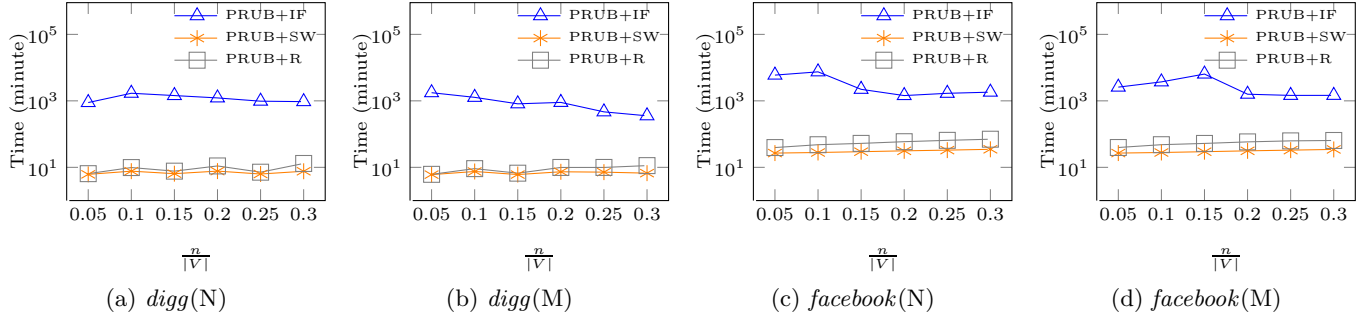 PRUB+IF
PRUB+SW
PRUB+R
10^5
10^3
10^1
Time (minute)
0.05 0.1 0.15 0.2 0.25 0.3
n/|V|
(a) digg(N)
PRUB+IF
PRUB+SW
PRUB+R
10^5
10^3
10^1
Time (minute)
0.05 0.1 0.15 0.2 0.25 0.3
n/|V|
(b) digg(M)
PRUB+IF
PRUB+SW
PRUB+R
10^5
10^3
10^1
Time (minute)
0.05 0.1 0.15 0.2 0.25 0.3
n/|V|
(c) facebook(N)
PRUB+IF
PRUB+SW
PRUB+R
10^5
10^3
10^1
Time (minute)
0.05 0.1 0.15 0.2 0.25 0.3
n/|V|
(d) facebook(M)